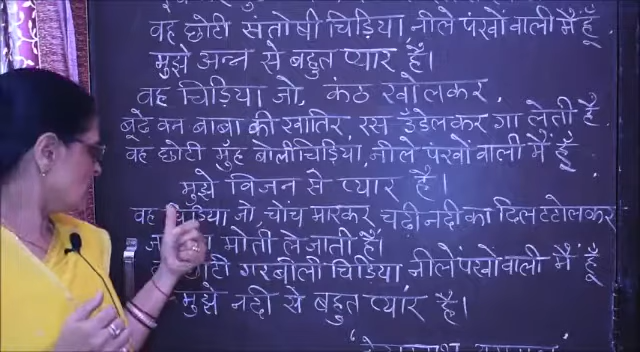 वह छोटी संतोषी चिड़िया, नीले पंखों वाली मैं हूँ
मुझे अन्न से बहुत प्यार है।
वह चिड़िया जो, कंठ खोलकर,
बूढ़े वन बाबा की खातिर, रस उँडेलकर गा लेती है
वह छोटी मुँह बोली चिड़िया, नीले पंखों वाली मैं हूँ
मुझे विजन से प्यार है।
वह चिड़िया जो, चोंच मारकर चढ़ी नदी का दिल टटोलकर
मोती ले जाती है।
गरबीली चिड़िया नीले पंखों वाली मैं हूँ
मुझे नदी से बहुत प्यार है।